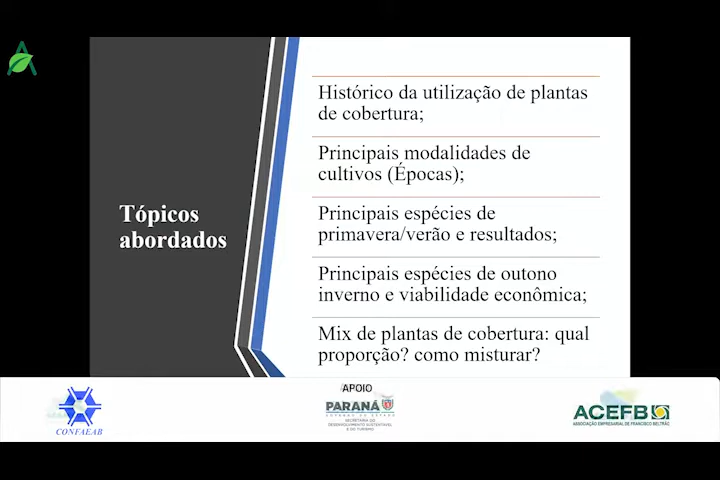 Tópicos
abordados
Histórico da utilização de plantas
de cobertura;
Principais modalidades de
cultivos (Épocas);
Principais espécies de
primavera/verão e resultados;
Principais espécies de outono
inverno e viabilidade econômica;
Mix de plantas de cobertura: qual
proporção? como misturar?
CONFAEAB
APOIO
PARANÁ
GOVERNO DO ESTADO
SECRETARIA DO
DESENVOLVIMENTO SUSTENTÁVEL
E DO TURISMO
ACEFB
ASSOCIAÇÃO EMPRESARIAL DE FRANCISCO BELTRÃO